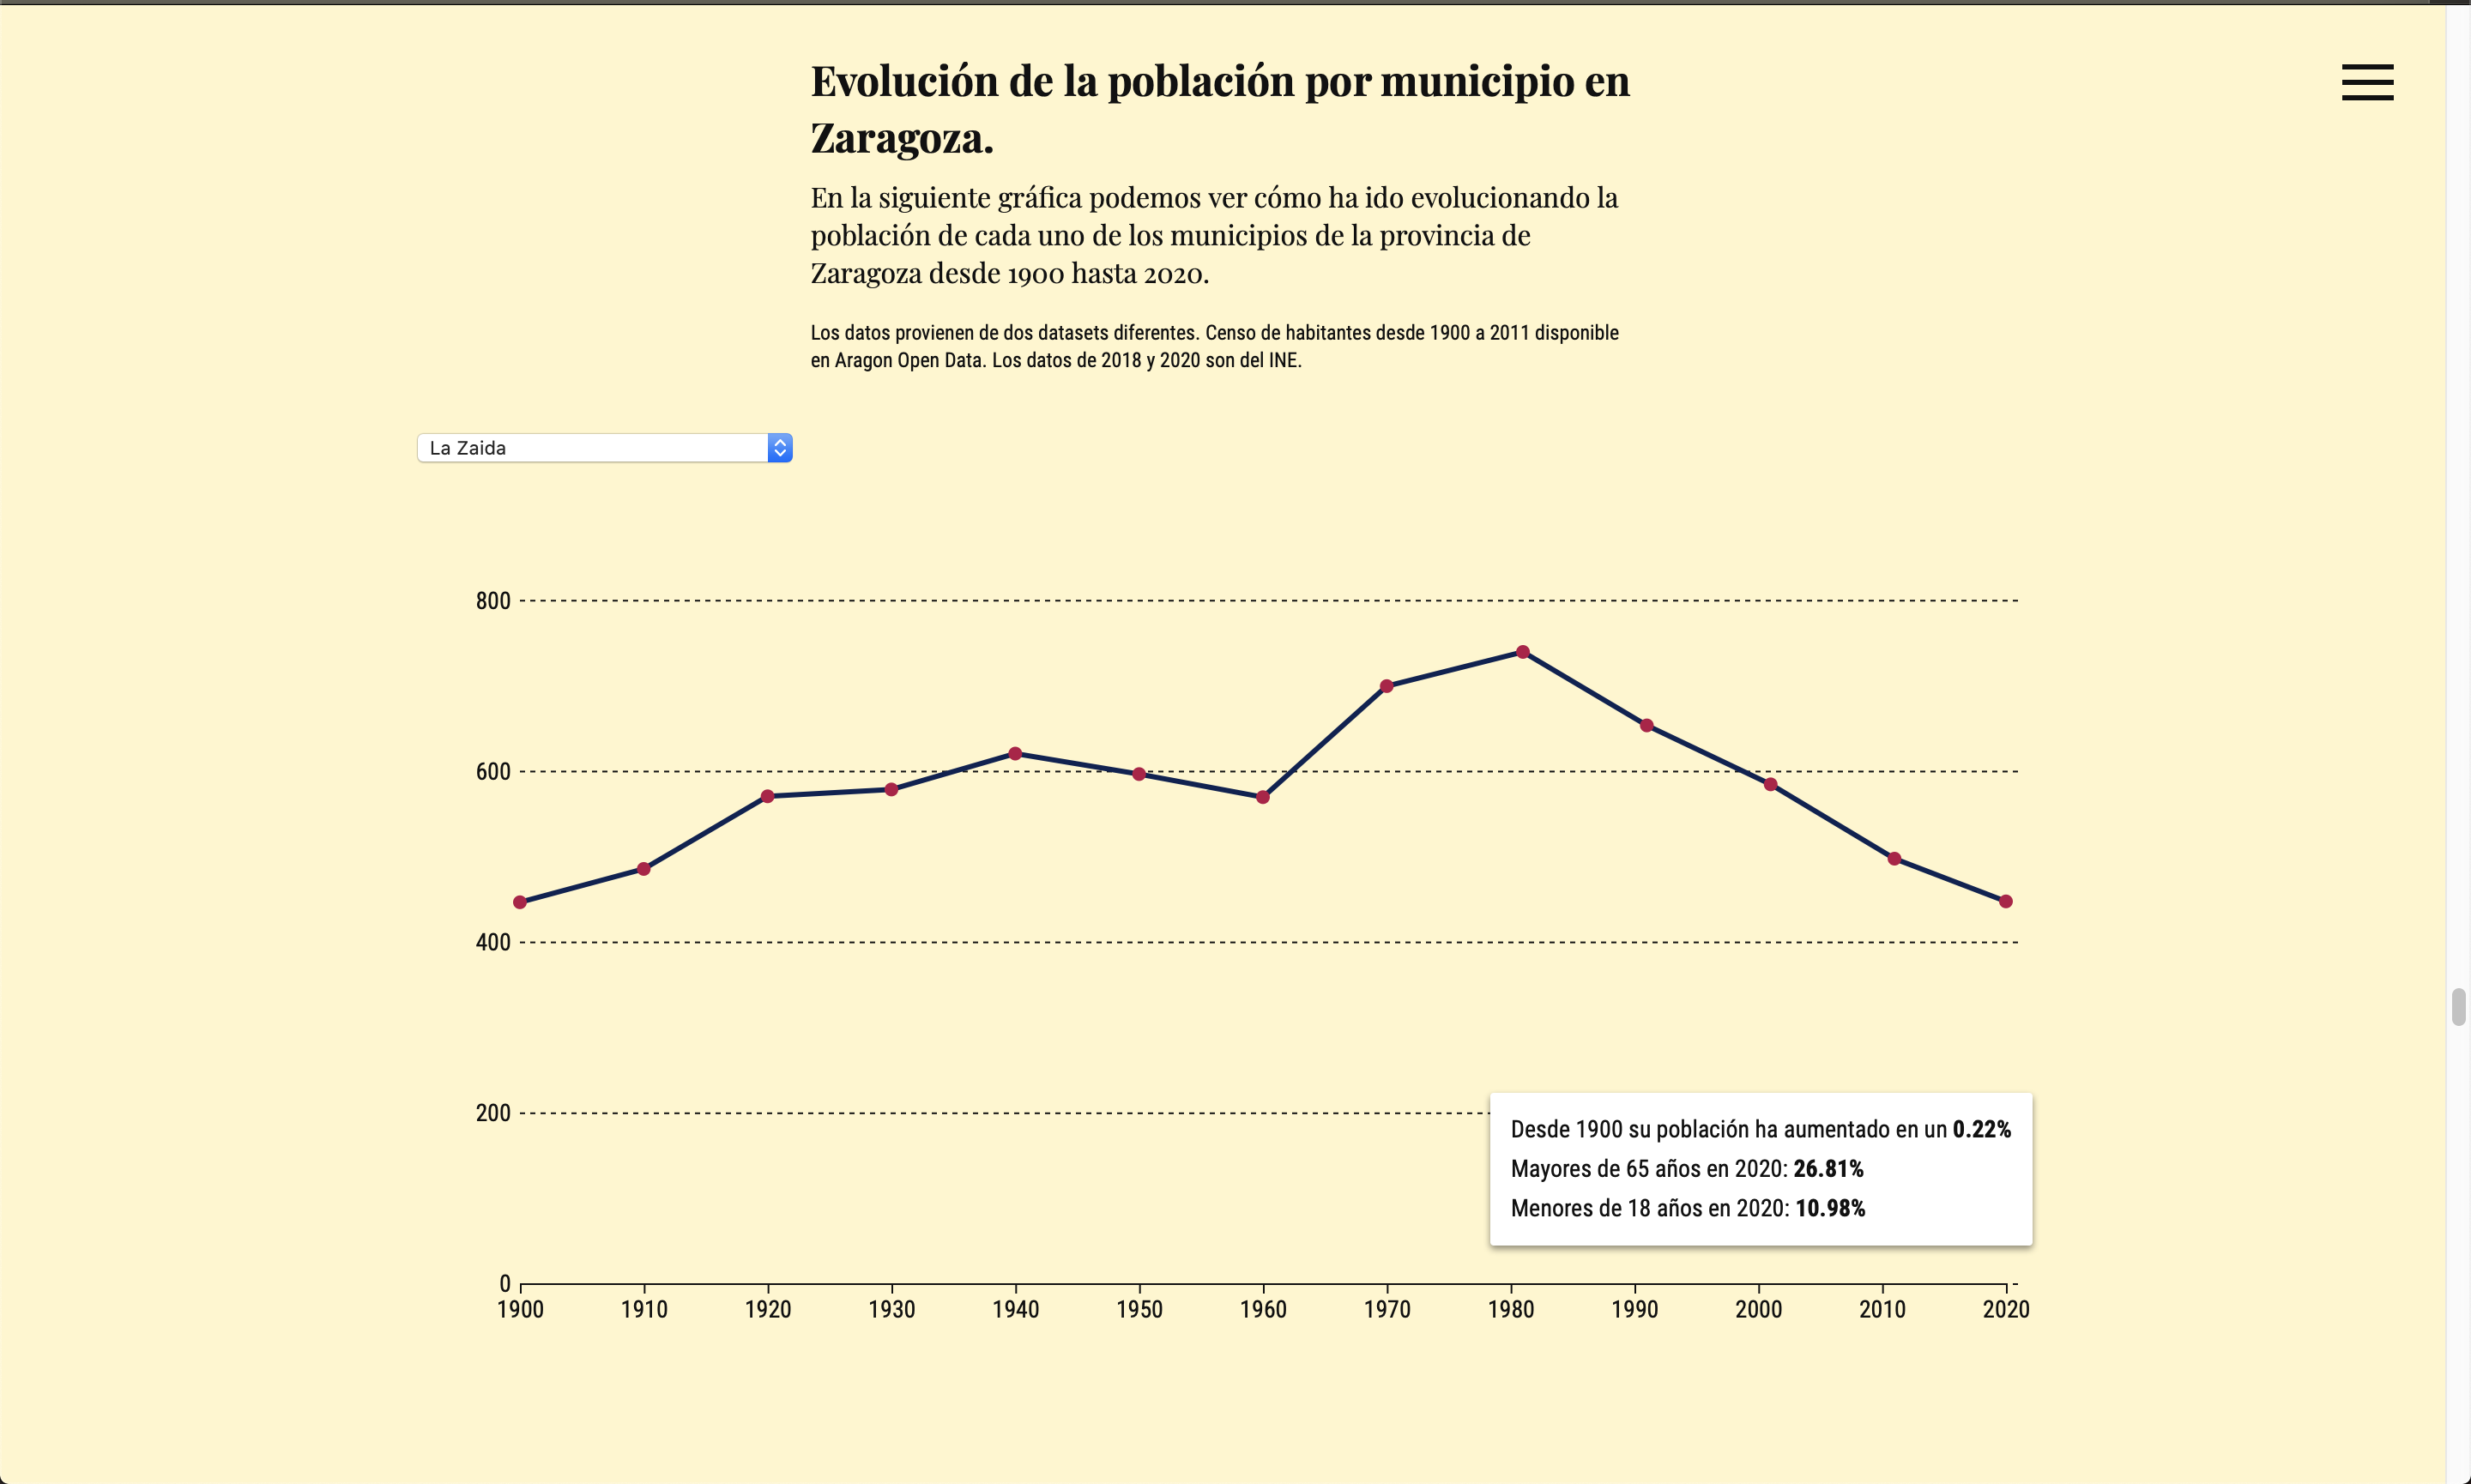 Evolución de la población por municipio en
Zaragoza.
En la siguiente gráfica podemos ver cómo ha ido evolucionando la
población de cada uno de los municipios de la provincia de
Zaragoza desde 1900 hasta 2020.
Los datos provienen de dos datasets diferentes. Censo de habitantes desde 1900 a 2011 disponible
en Aragon Open Data. Los datos de 2018 y 2020 son del INE.
La Zaida
800
600
400
200
0
Desde 1900 su población ha aumentado en un 0.22%
Mayores de 65 años en 2020: 26.81%
Menores de 18 años en 2020: 10.98%
1900 1910 1920 1930 1940 1950 1960 1970 1980 1990 2000 2010 2020